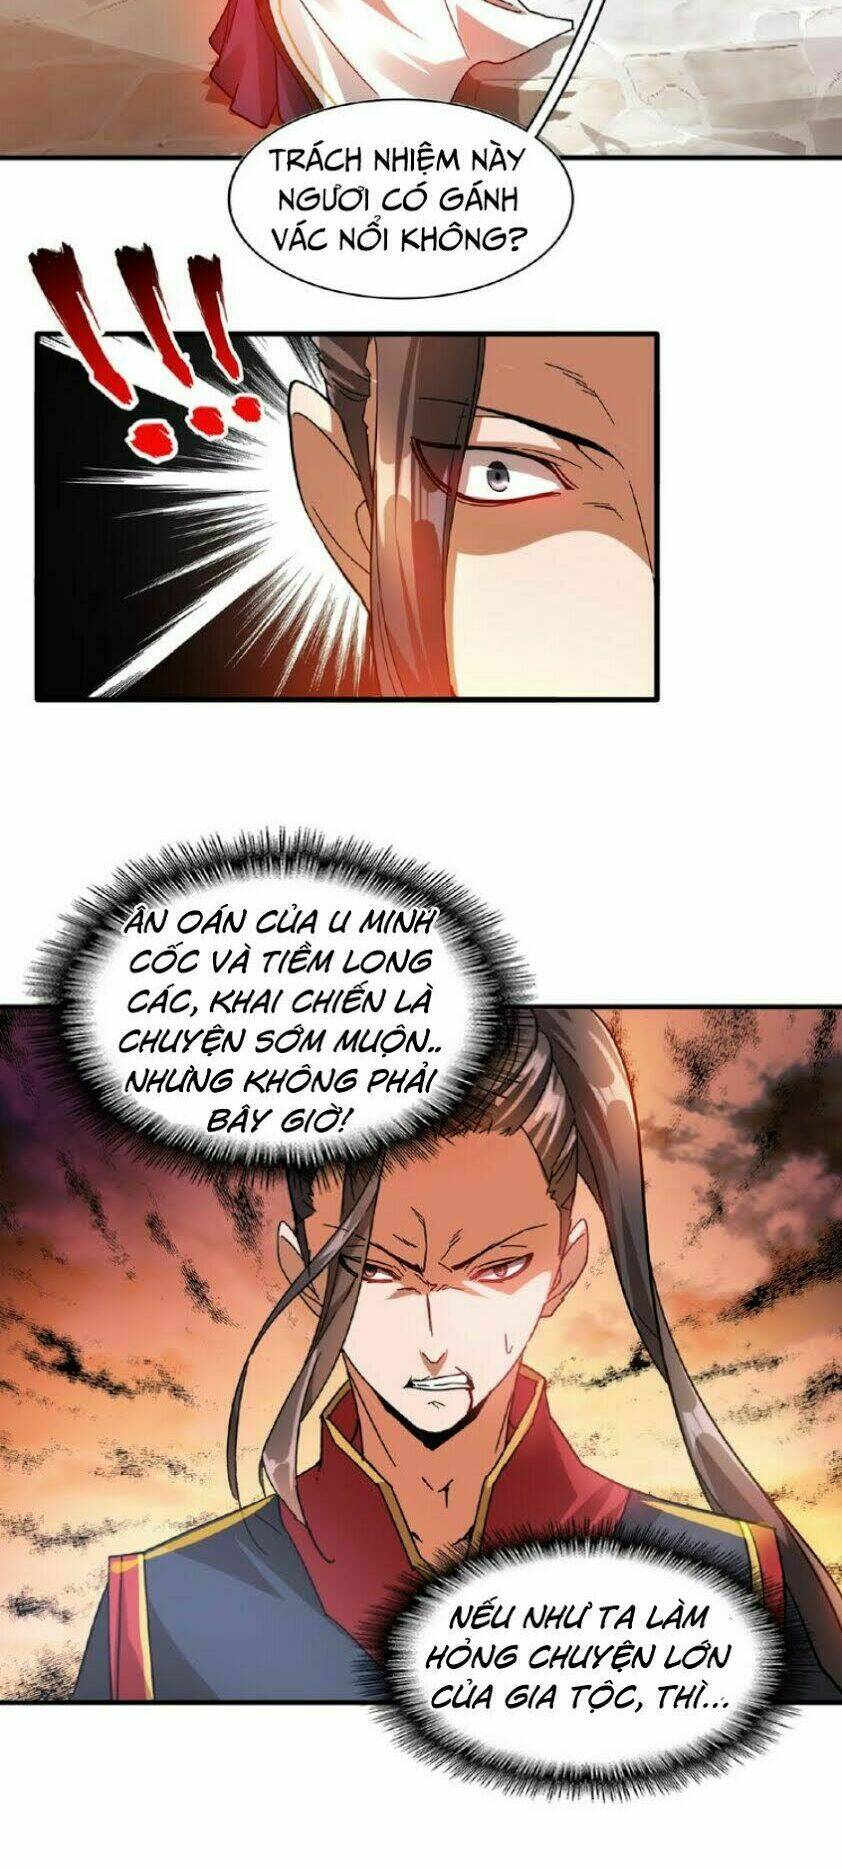 TRÁCH NHIỆM NÀY
NGƯƠI CÓ GÁNH
VÁC NỔI KHÔNG?
!!!
ÂN OÁN CỦA U MINH
CỐC VÀ TIỀM LONG
CÁC, KHAI CHIẾN LÀ
CHUYỆN SỚM MUỘN..
NHƯNG KHÔNG PHẢI
BÂY GIỜ!
NẾU NHƯ TA LÀM
HỎNG CHUYỆN LỚN
CỦA GIA TỘC, THÌ...